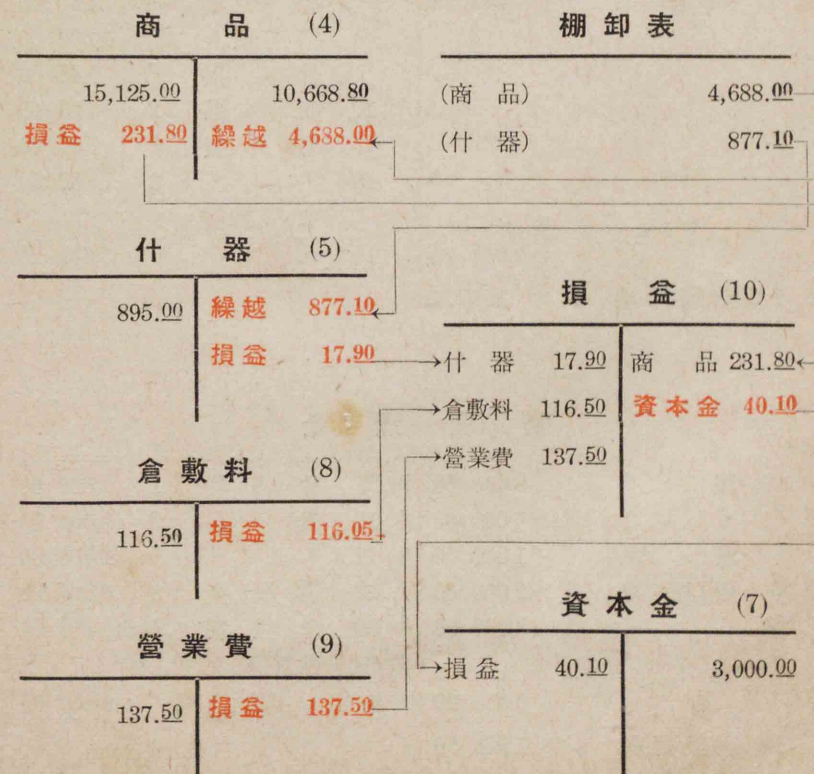 商品 (4)
15,125.00 10,668.80
損益 231.80 繰越 4,688.00
棚卸表
(商品) 4,688.00
(什器) 877.10
什器 (5)
895.00 繰越 877.10
損益 17.90
損益 (10)
什器 17.90 商品 231.80
倉敷料 116.50 資本金 40.10
營業費 137.50
倉敷料 (8)
116.50 損益 116.05
營業費 (9)
137.50 損益 137.50
資本金 (7)
損益 40.10 3,000.00